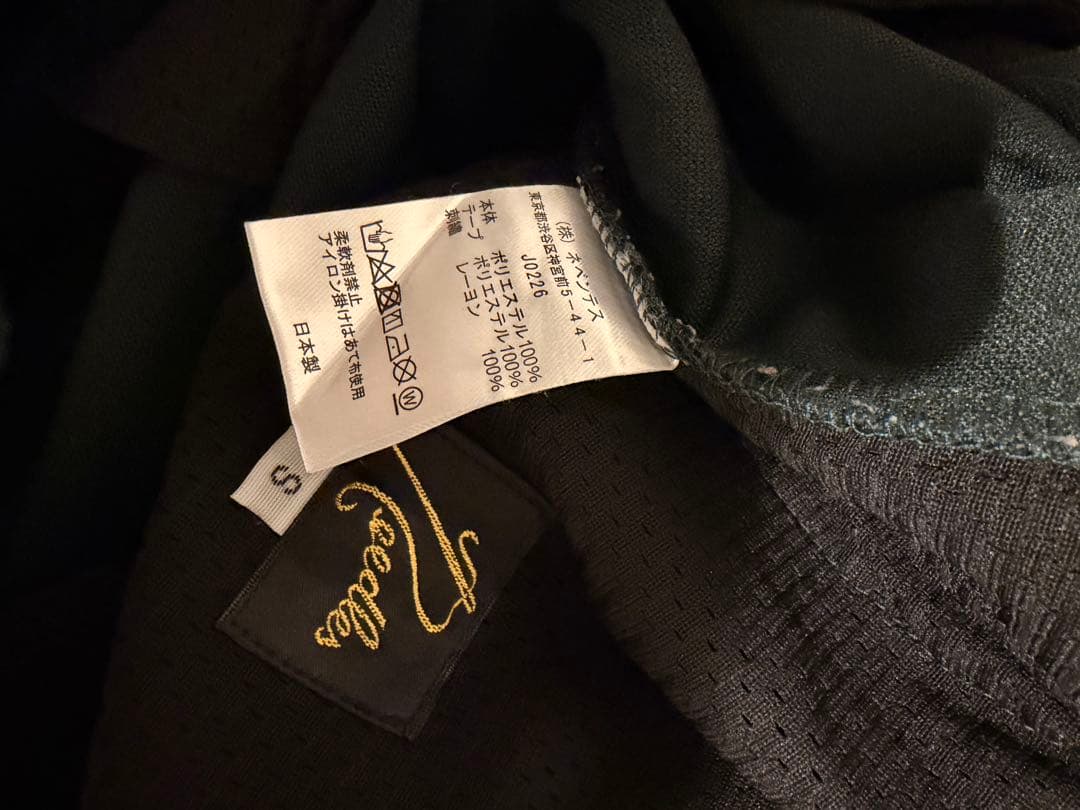 (株) ネペンテス
東京都渋谷区神宮前5-44-1
J0226
本体 ポリエステル100%
テープ ポリエステル100%
刺繍 レーヨン 100%
W
柔軟剤禁止
アイロン掛けはあて布使用
日本製
S
Needles